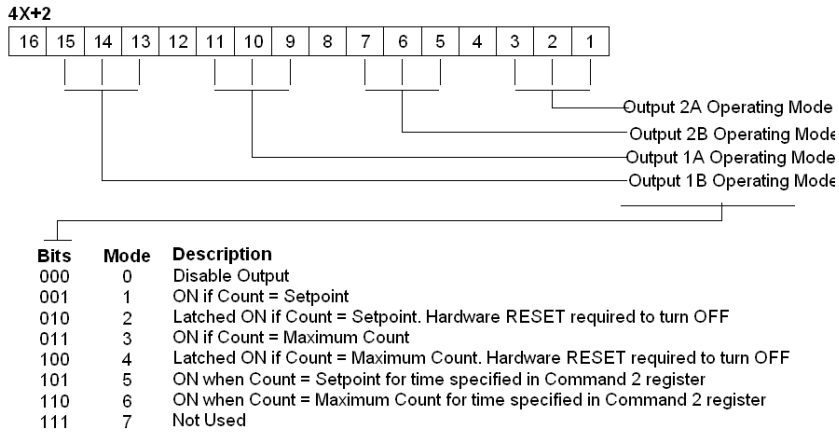 4X+2
16 15 14 13 12 11 10 9 8 7 6 5 4 3 2 1
Output 2A Operating Mode
Output 2B Operating Mode
Output 1A Operating Mode
Output 1B Operating Mode
Bits Mode Description
000 0 Disable Output
001 1 ON if Count = Setpoint
010 2 Latched ON if Count = Setpoint. Hardware RESET required to turn OFF
011 3 ON if Count = Maximum Count
100 4 Latched ON if Count = Maximum Count. Hardware RESET required to turn OFF
101 5 ON when Count = Setpoint for time specified in Command 2 register
110 6 ON when Count = Maximum Count for time specified in Command 2 register
111 7 Not Used